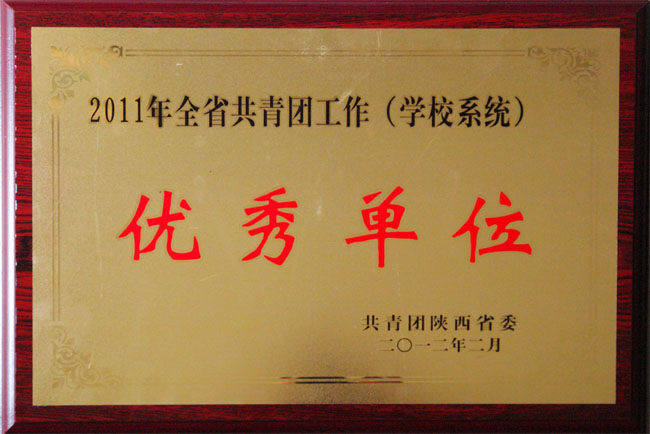 2011年全省共青团工作（学校系统）
优秀单位
共青团陕西省委
二〇一二年二月